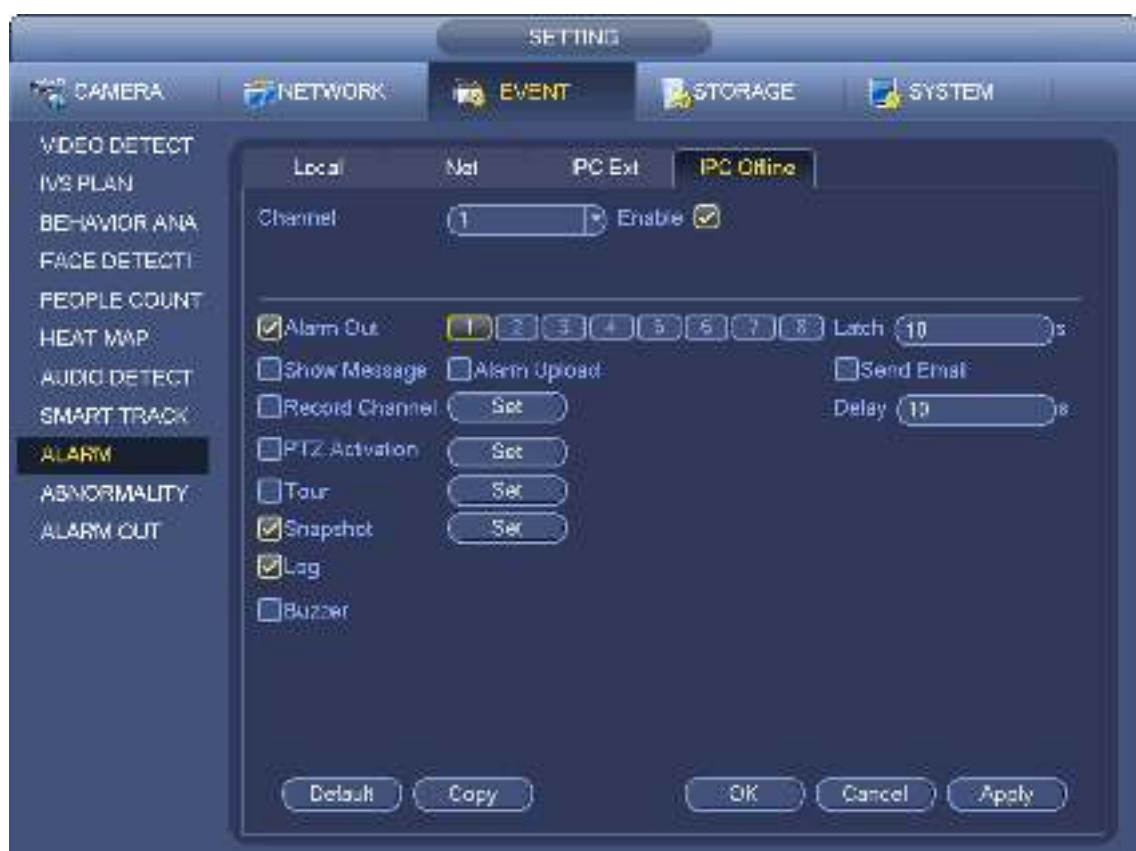 SETTING
CAMERA NETWORK EVENT STORAGE SYSTEM
VIDEO DETECT
IVS PLAN
BEHAVIOR ANA
FACE DETECTI
PEOPLE COUNT
HEAT MAP
AUDIO DETECT
SMART TRACK
ALARM
ABNORMALITY
ALARM OUT
Local Net IPC Ext IPC Offline
Channel 1 Enable
Alarm Out 1 2 3 4 5 6 7 8 Latch 10 s
Show Message Alarm Upload Send Email
Record Channel Set Delay 10 s
PTZ Activation Set
Tour Set
Snapshot Set
Log
Buzzer
Default Copy OK Cancel Apply